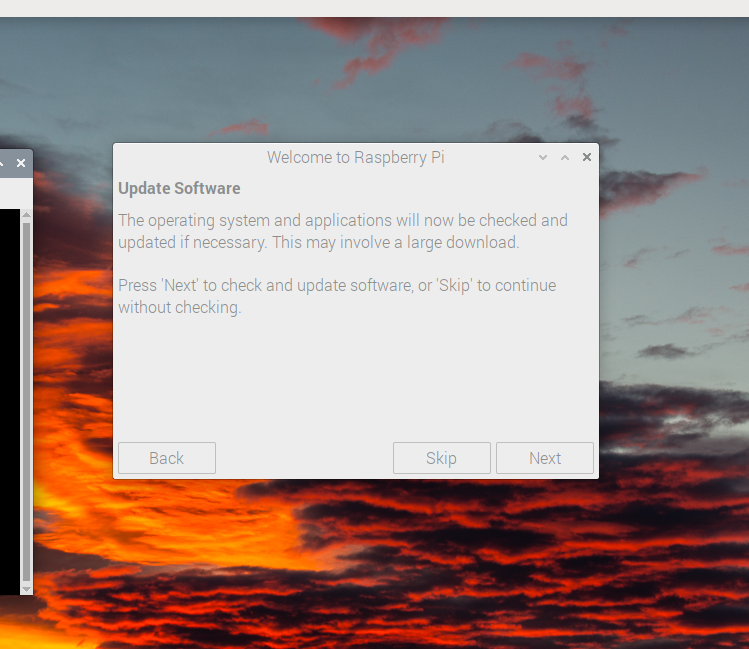 Welcome to Raspberry Pi
Update Software
The operating system and applications will now be checked and
updated if necessary. This may involve a large download.
Press 'Next' to check and update software, or 'Skip' to continue
without checking.
Back Skip Next